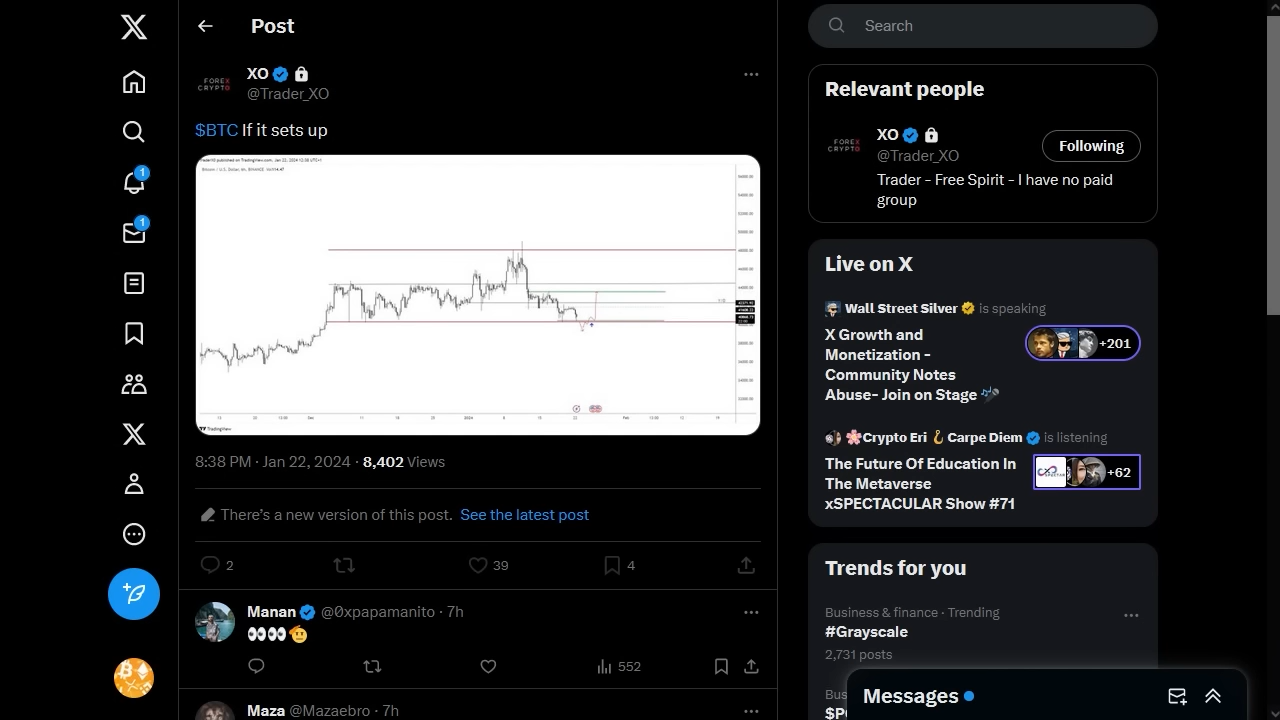 Post
XO
@Trader_XO
$BTC If it sets up
TradingView
8:38 PM · Jan 22, 2024 · 8,402 Views
There's a new version of this post. See the latest post
2
39
4
Manan @0xpapamanito · 7h
552
Maza @Mazaebro · 7h
1
1
Search
Relevant people
XO
@Trader_XO
Following
Trader - Free Spirit - I have no paid
group
Live on X
Wall Street Silver is speaking
X Growth and
Monetization -
Community Notes
Abuse- Join on Stage
+201
Crypto Eri Carpe Diem is listening
The Future Of Education In
The Metaverse
xSPECTACULAR Show #71
+62
Trends for you
Business & finance · Trending
#Grayscale
2,731 posts
Messages